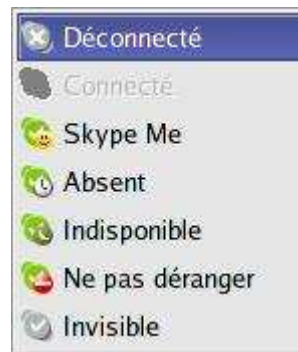 Déconnecté
Connecté
Skype Me
Absent
Indisponible
Ne pas déranger
Invisible